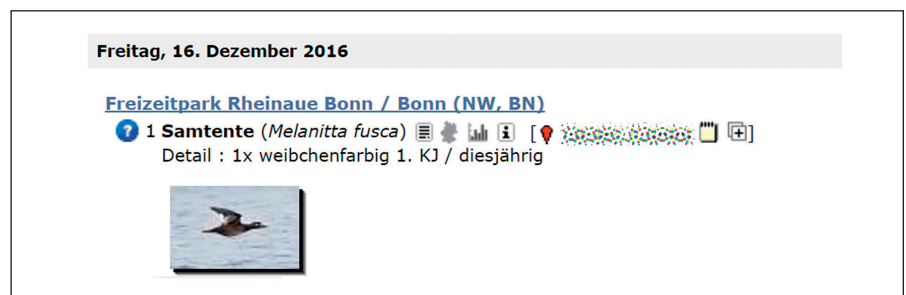 Freitag, 16. Dezember 2016
Freizeitpark Rheinaue Bonn / Bonn (NW, BN)
1 Samtente (Melanitta fusca) [ ]
Detail : 1x weibchenfarbig 1. KJ / diesjährig